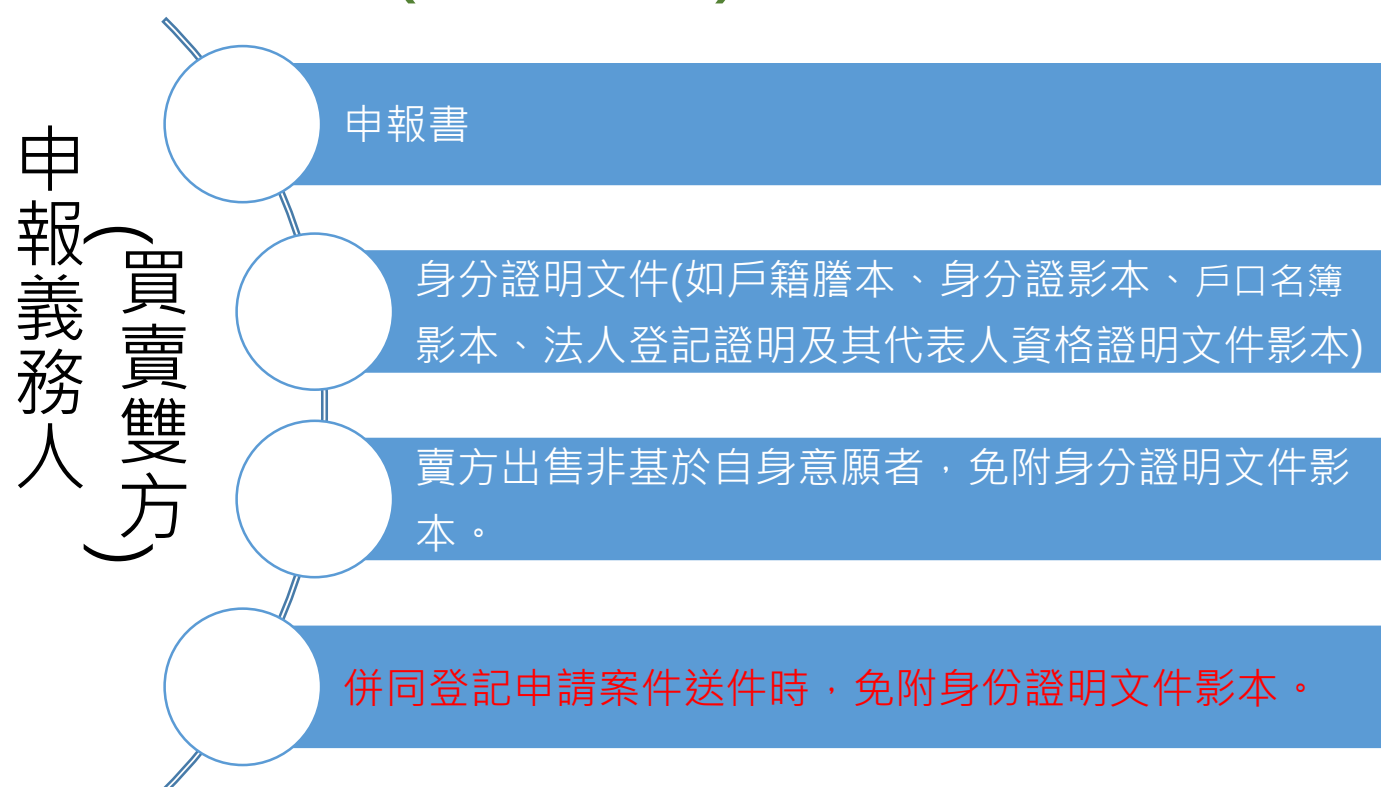 申報義務人
(買賣雙方)
申報書
身分證明文件(如戶籍謄本、身分證影本、戶口名簿
影本、法人登記證明及其代表人資格證明文件影本)
賣方出售非基於自身意願者，免附身分證明文件影
本。
併同登記申請案件送件時，免附身份證明文件影本。